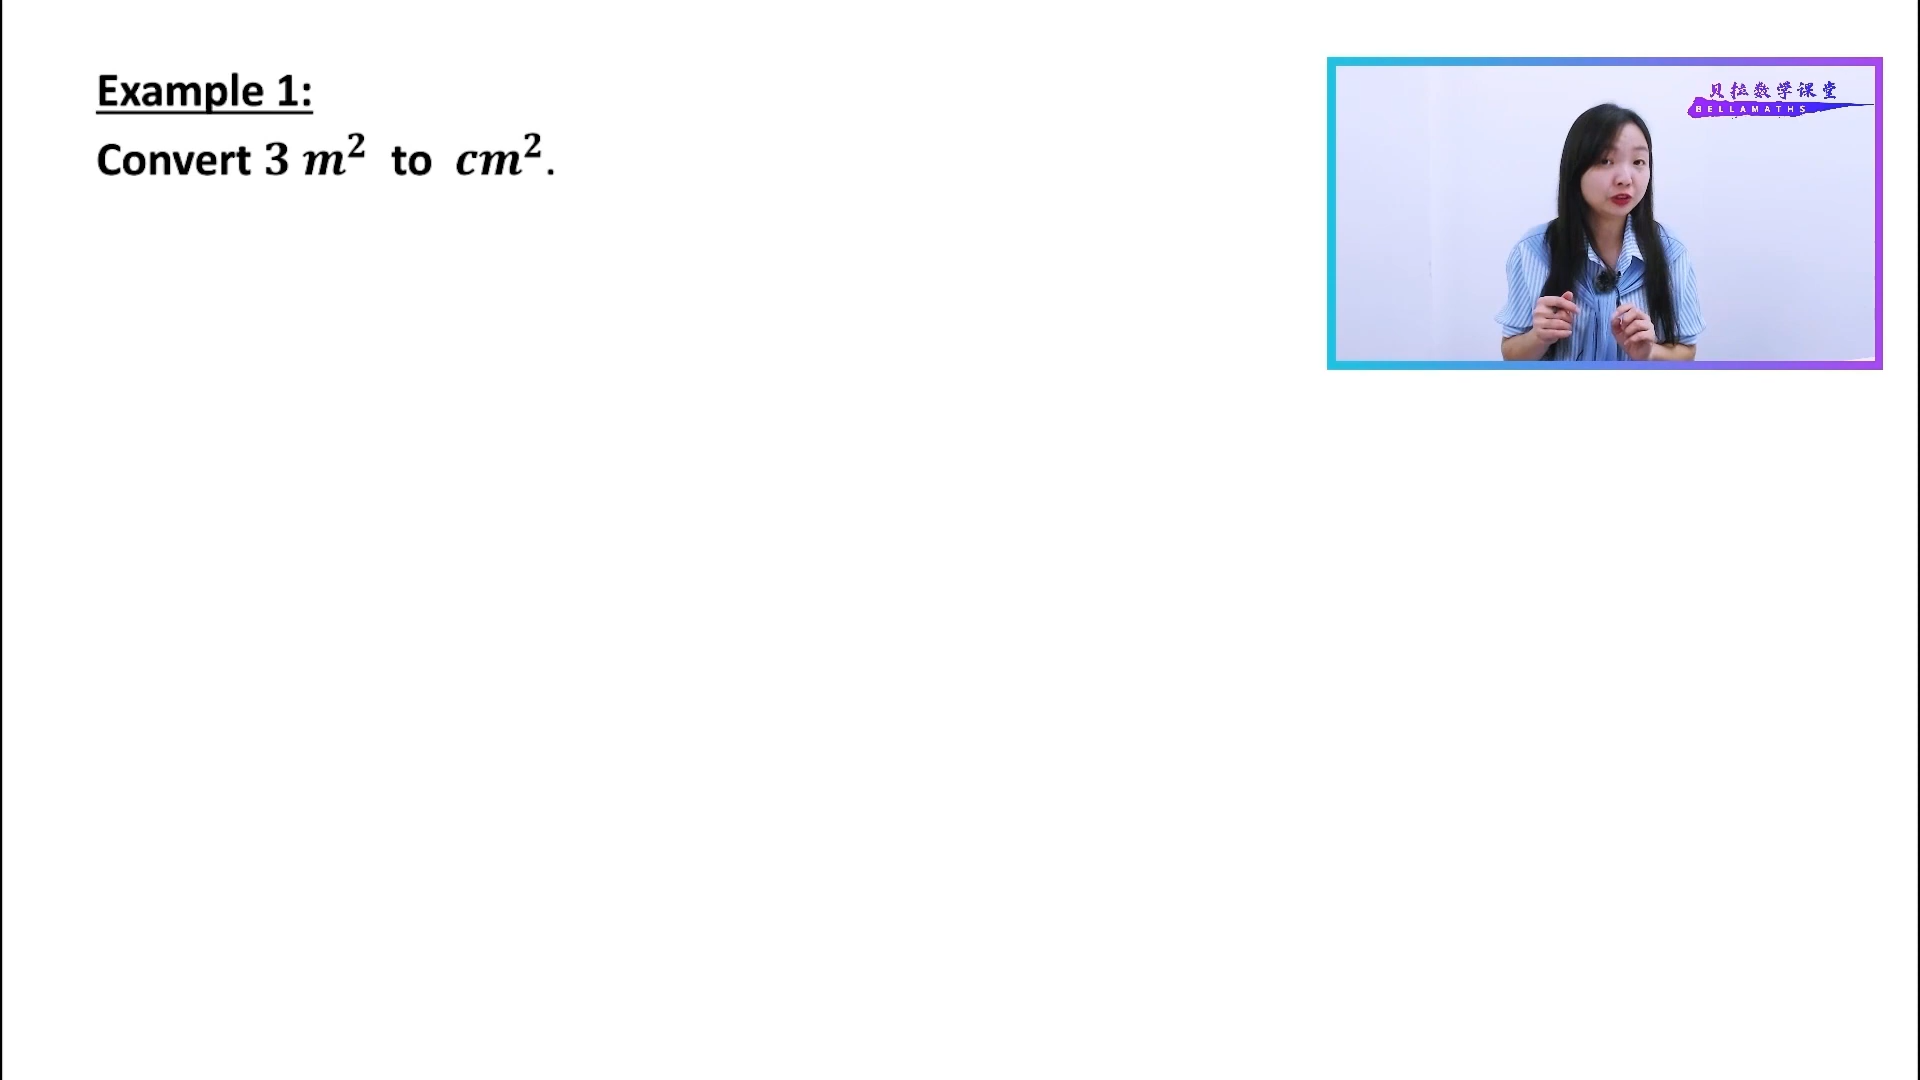 Example 1:
Convert 3 m² to cm².
贝拉数学课堂
BELLAMATHS